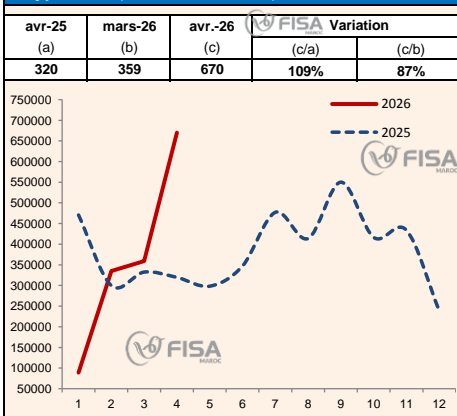 avr-25 mars-26 avr.-26 Variation
FISA
MAROC
(a) (b) (c) (c/a) (c/b)
320 359 670 109% 87%
750000
700000
650000
600000
550000
500000
450000
400000
350000
300000
250000
200000
150000
100000
50000
2026
2025
FISA
MAROC
FISA
MAROC
1 2 3 4 5 6 7 8 9 10 11 12